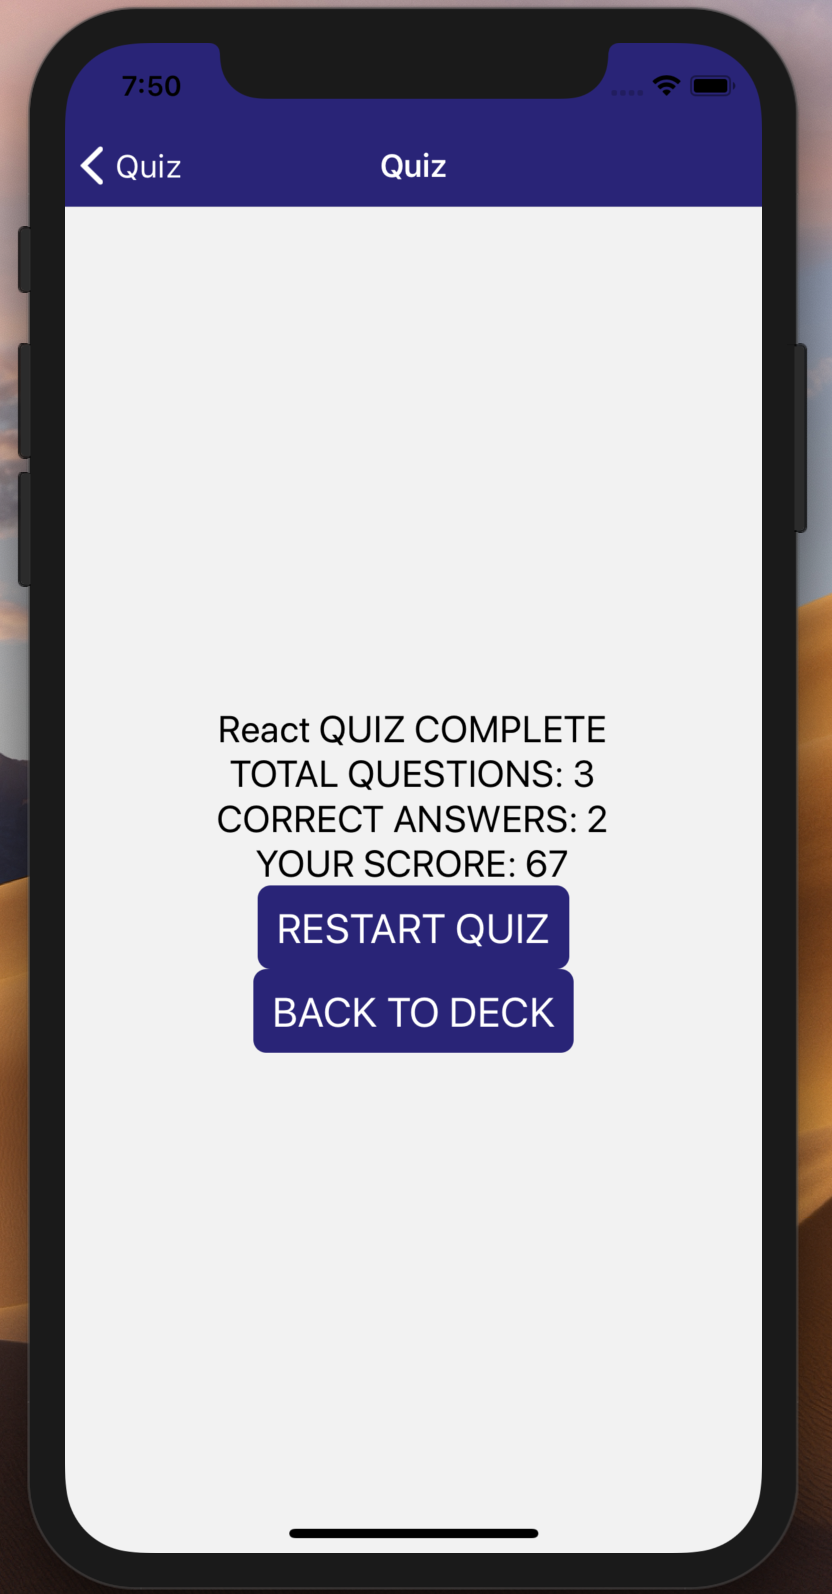 7:50
Quiz
Quiz
React QUIZ COMPLETE
TOTAL QUESTIONS: 3
CORRECT ANSWERS: 2
YOUR SCRORE: 67
RESTART QUIZ
BACK TO DECK